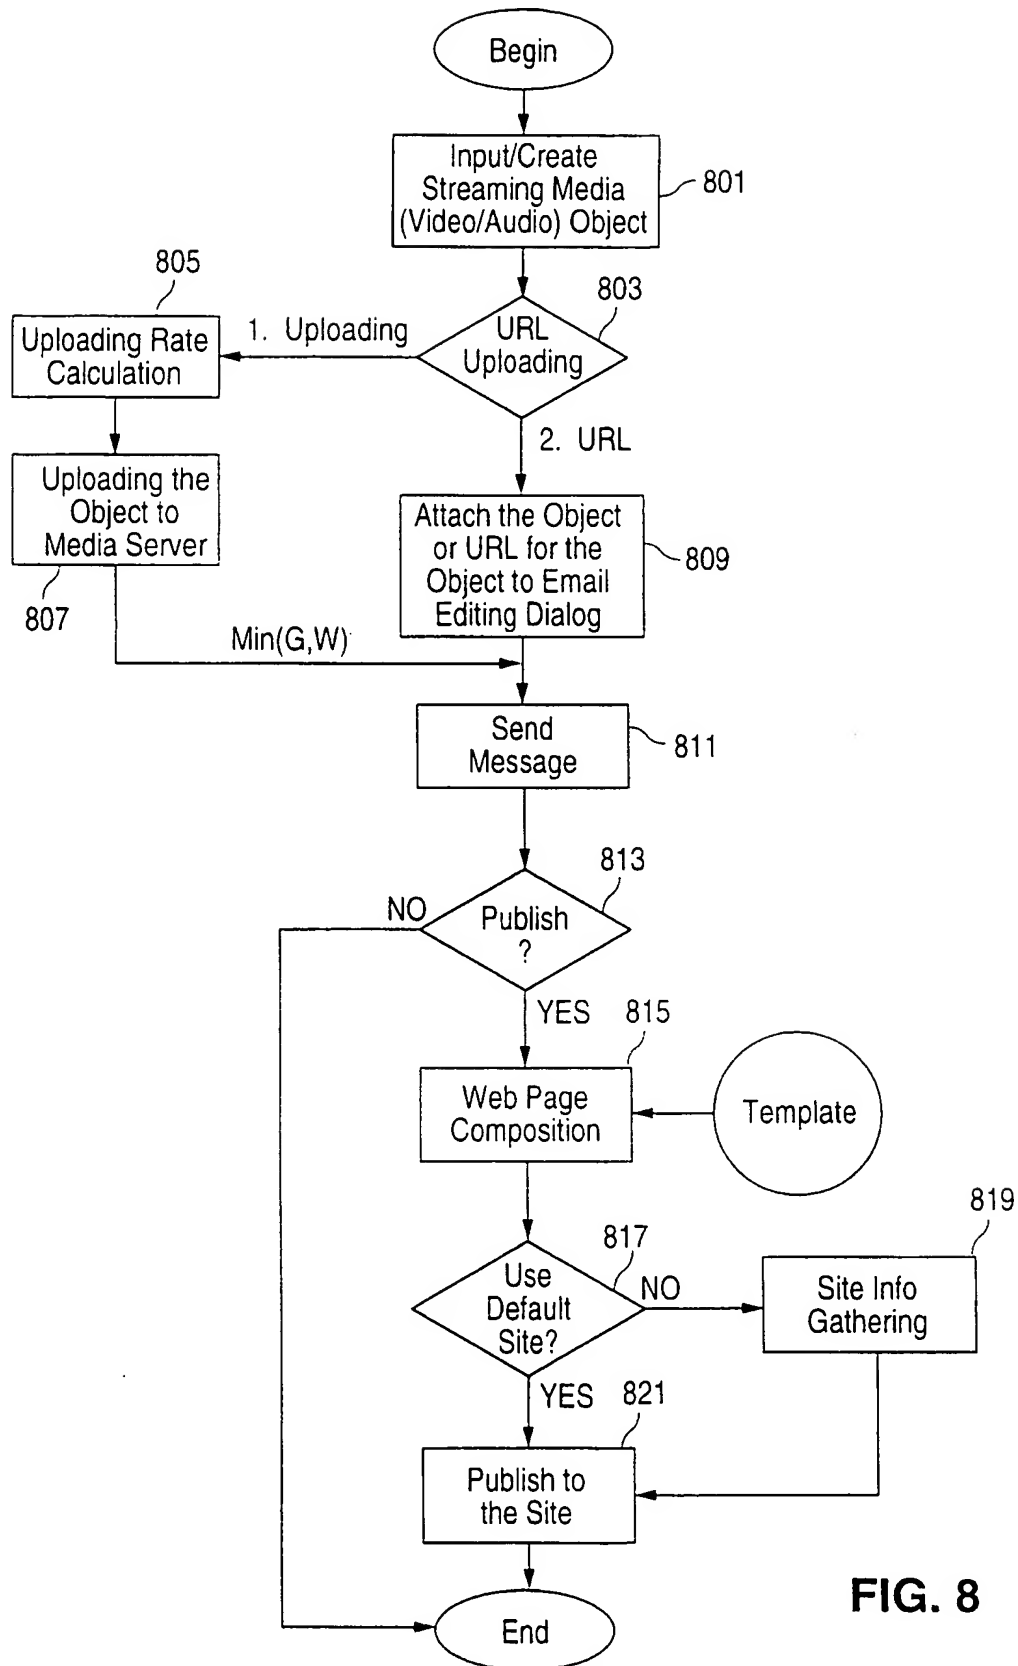 Begin
Input/Create
Streaming Media
(Video/Audio) Object
801
803
URL
Uploading
1. Uploading
805
Uploading Rate
Calculation
Uploading the
Object to
Media Server
807
2. URL
Attach the Object
or URL for the
Object to Email
Editing Dialog
809
Min(G,W)
Send
Message
811
813
Publish
?
NO
YES
815
Web Page
Composition
Template
817
Use
Default
Site?
NO
819
Site Info
Gathering
YES
821
Publish to
the Site
End
FIG. 8